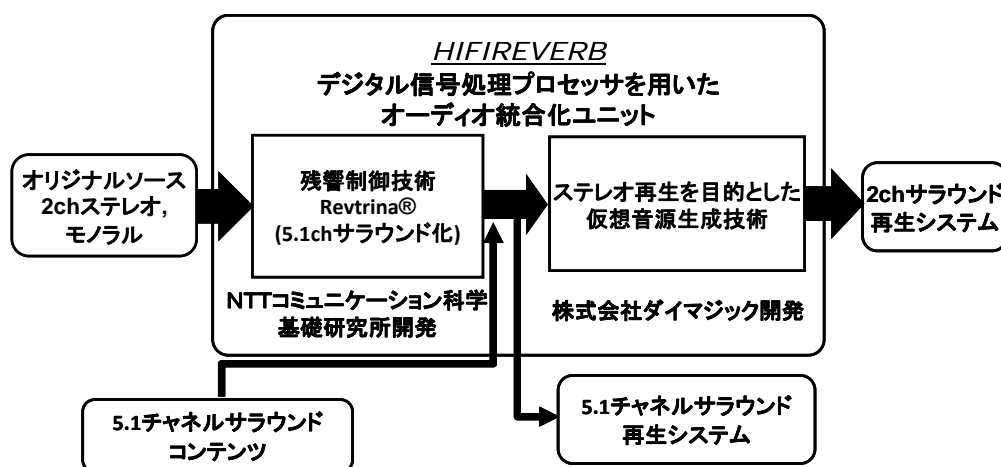 HIFIREVERB
デジタル信号処理プロセッサを用いた
オーディオ統合化ユニット
オリジナルソース
2chステレオ,
モノラル
残響制御技術
Revtrina®
(5.1chサラウンド化)
ステレオ再生を目的とした
仮想音源生成技術
2chサラウンド
再生システム
NTTコミュニケーション科学
基礎研究所開発
株式会社ダイマジック開発
5.1チャネルサラウンド
コンテンツ
5.1チャネルサラウンド
再生システム